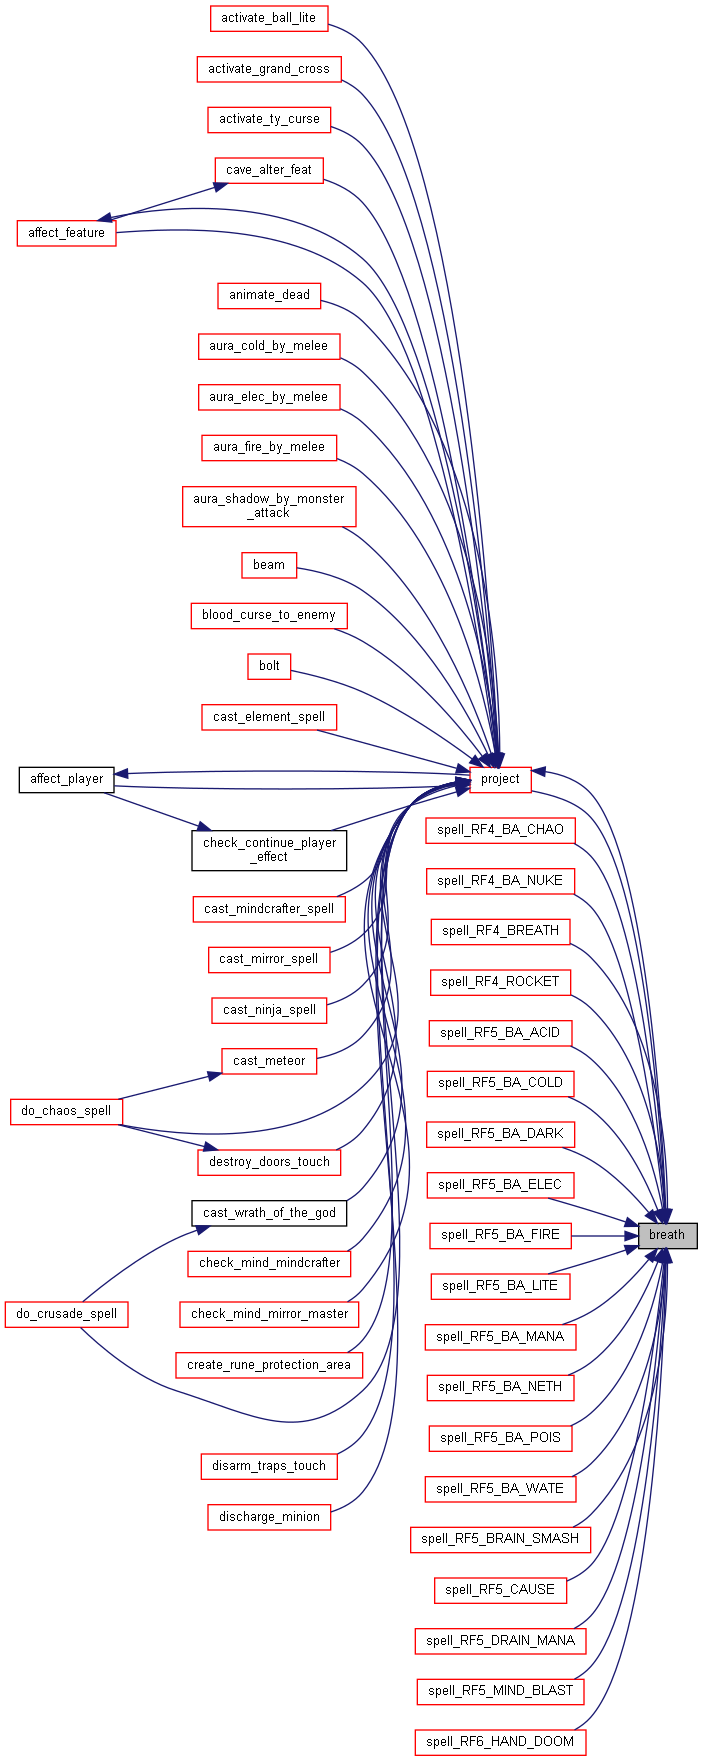 activate_ball_lite
activate_grand_cross
activate_ty_curse
cave_alter_feat
affect_feature
animate_dead
aura_cold_by_melee
aura_elec_by_melee
aura_fire_by_melee
aura_shadow_by_monster
_attack
beam
blood_curse_to_enemy
bolt
cast_element_spell
affect_player
project
check_continue_player
_effect
cast_mindcrafter_spell
cast_mirror_spell
cast_ninja_spell
cast_meteor
do_chaos_spell
destroy_doors_touch
cast_wrath_of_the_god
check_mind_mindcrafter
do_crusade_spell
check_mind_mirror_master
create_rune_protection_area
disarm_traps_touch
discharge_minion
spell_RF4_BA_CHAO
spell_RF4_BA_NUKE
spell_RF4_BREATH
spell_RF4_ROCKET
spell_RF5_BA_ACID
spell_RF5_BA_COLD
spell_RF5_BA_DARK
spell_RF5_BA_ELEC
spell_RF5_BA_FIRE
spell_RF5_BA_LITE
spell_RF5_BA_MANA
spell_RF5_BA_NETH
spell_RF5_BA_POIS
spell_RF5_BA_WATE
spell_RF5_BRAIN_SMASH
spell_RF5_CAUSE
spell_RF5_DRAIN_MANA
spell_RF5_MIND_BLAST
spell_RF6_HAND_DOOM
breath